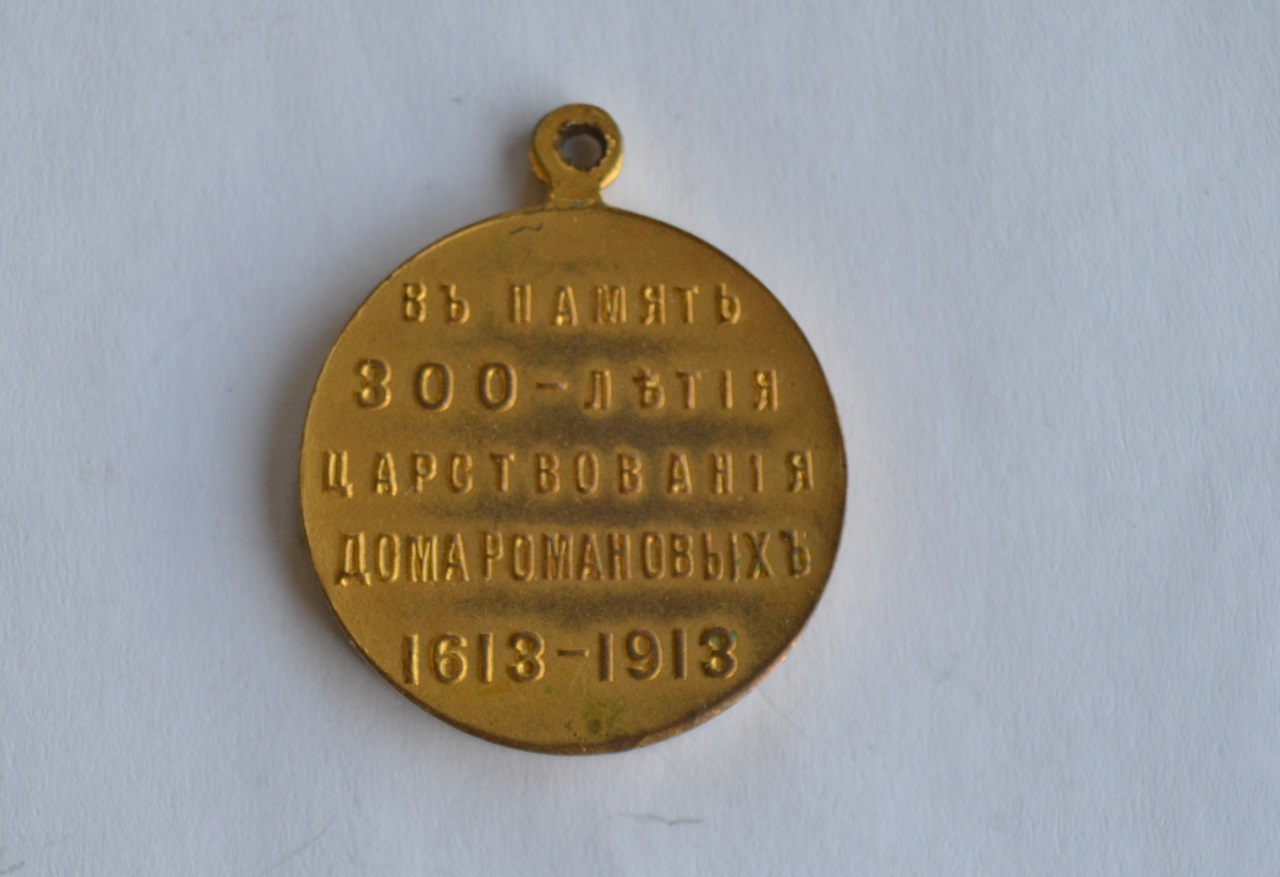 ВЪ ПАМЯТЬ
300-ЛѢТІЯ
ЦАРСТВОВАНІЯ
ДОМА РОМАНОВЫХЪ
1613-1913